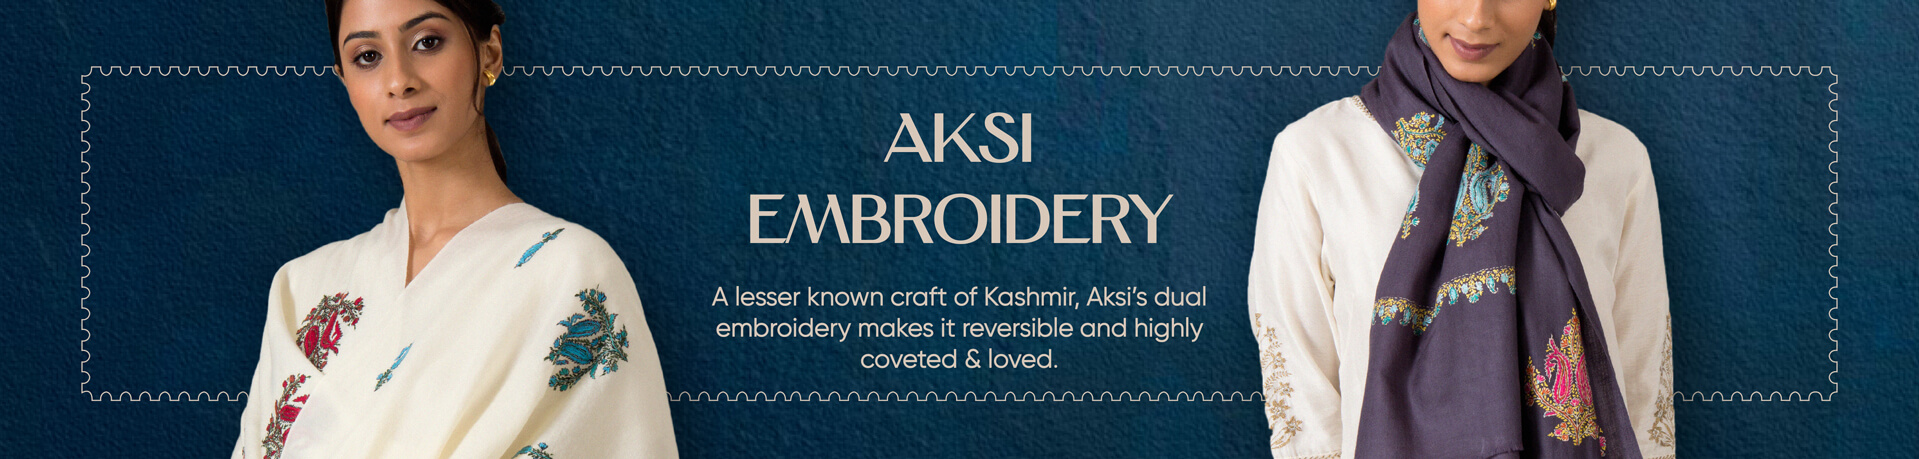 AKSI
EMBROIDERY
A lesser known craft of Kashmir, Aksi's dual
embroidery makes it reversible and highly
coveted & loved.